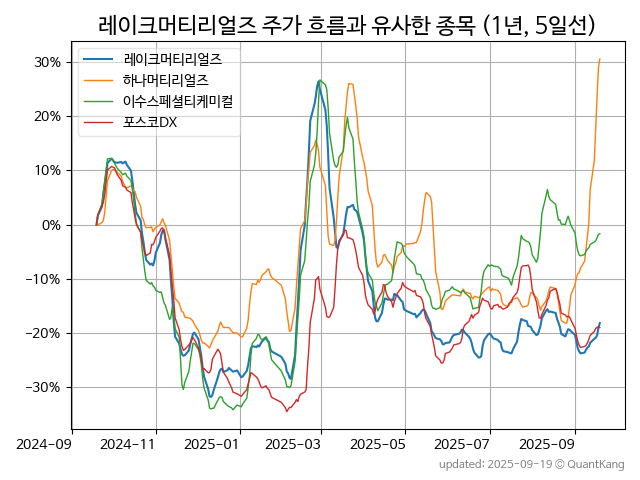 레이크머티리얼즈 주가 흐름과 유사한 종목 (1년, 5일선)
레이크머티리얼즈
하나머티리얼즈
이수스페셜티케미컬
포스코DX
30%
20%
10%
0%
−10%
−20%
−30%
2024-09 2024-11 2025-01 2025-03 2025-05 2025-07 2025-09
updated: 2025-09-19 ⓒ QuantKang